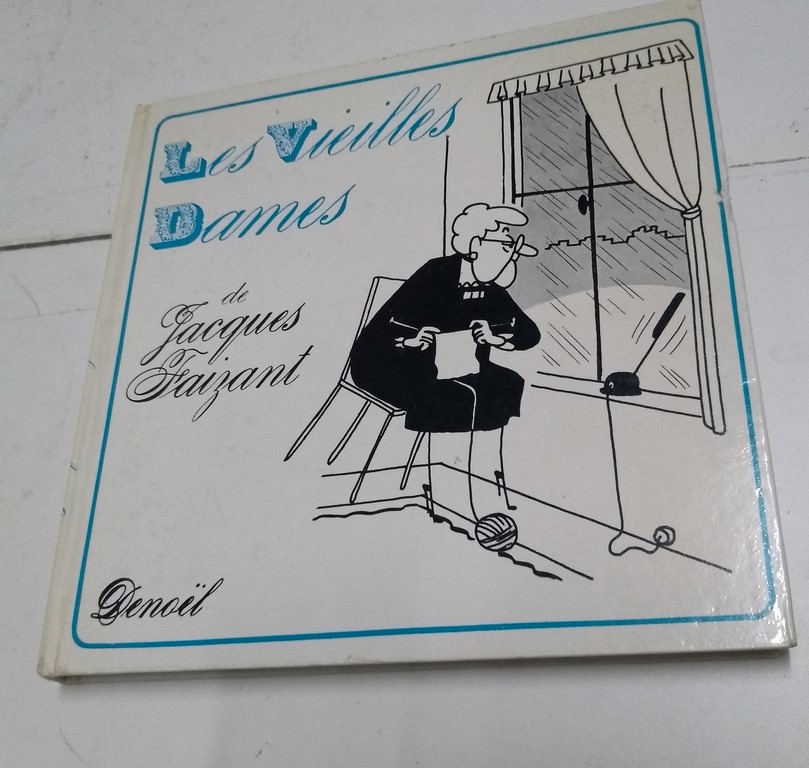 Les Vieilles
Dames
de
Jacques
Faizant
Denoël